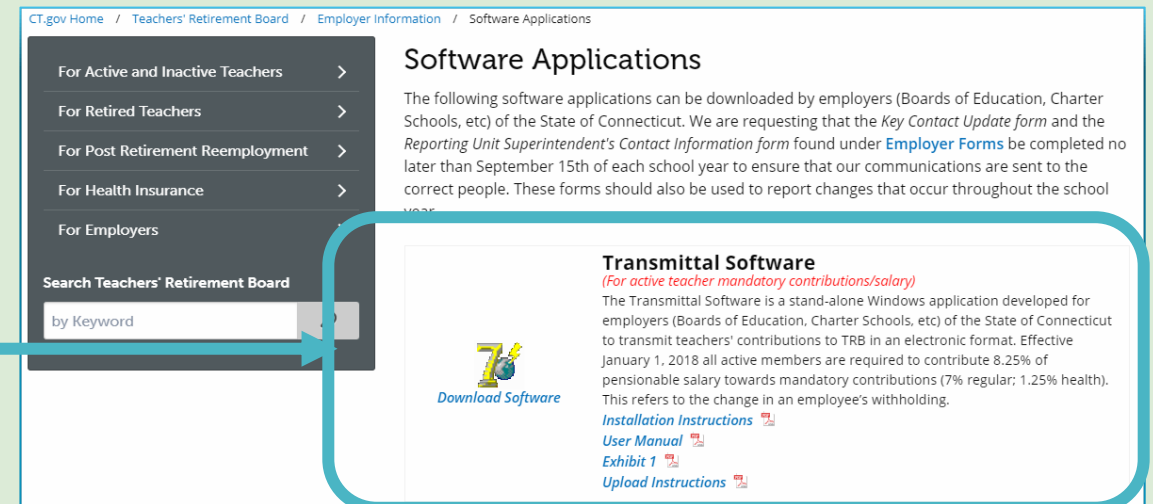 CT.gov Home / Teachers' Retirement Board / Employer Information / Software Applications
For Active and Inactive Teachers
For Retired Teachers
For Post Retirement Reemployment
For Health Insurance
For Employers
Search Teachers' Retirement Board
by Keyword
Software Applications
The following software applications can be downloaded by employers (Boards of Education, Charter
Schools, etc) of the State of Connecticut. We are requesting that the Key Contact Update form and the
Reporting Unit Superintendent's Contact Information form found under Employer Forms be completed no
later than September 15th of each school year to ensure that our communications are sent to the
correct people. These forms should also be used to report changes that occur throughout the school
year.
7
Download Software
Transmittal Software
(For active teacher mandatory contributions/salary)
The Transmittal Software is a stand-alone Windows application developed for
employers (Boards of Education, Charter Schools, etc) of the State of Connecticut
to transmit teachers' contributions to TRB in an electronic format. Effective
January 1, 2018 all active members are required to contribute 8.25% of
pensionable salary towards mandatory contributions (7% regular; 1.25% health).
This refers to the change in an employee's withholding.
Installation Instructions
User Manual
Exhibit 1
Upload Instructions